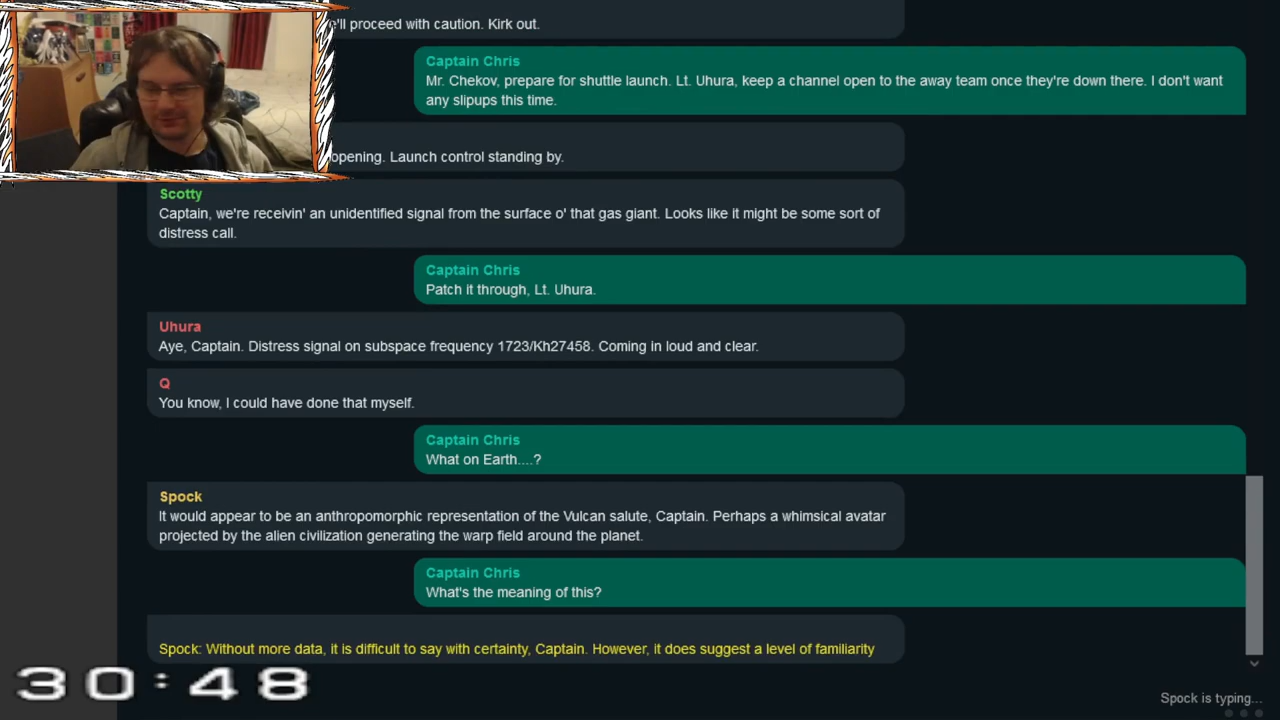 'll proceed with caution. Kirk out.
Captain Chris
Mr. Chekov, prepare for shuttle launch. Lt. Uhura, keep a channel open to the away team once they're down there. I don't want
any slipups this time.
opening. Launch control standing by.
Scotty
Captain, we're receivin' an unidentified signal from the surface o' that gas giant. Looks like it might be some sort of
distress call.
Captain Chris
Patch it through, Lt. Uhura.
Uhura
Aye, Captain. Distress signal on subspace frequency 1723/Kh27458. Coming in loud and clear.
Q
You know, I could have done that myself.
Captain Chris
What on Earth....?
Spock
It would appear to be an anthropomorphic representation of the Vulcan salute, Captain. Perhaps a whimsical avatar
projected by the alien civilization generating the warp field around the planet.
Captain Chris
What's the meaning of this?
Spock: Without more data, it is difficult to say with certainty, Captain. However, it does suggest a level of familiarity
30:48
Spock is typing...